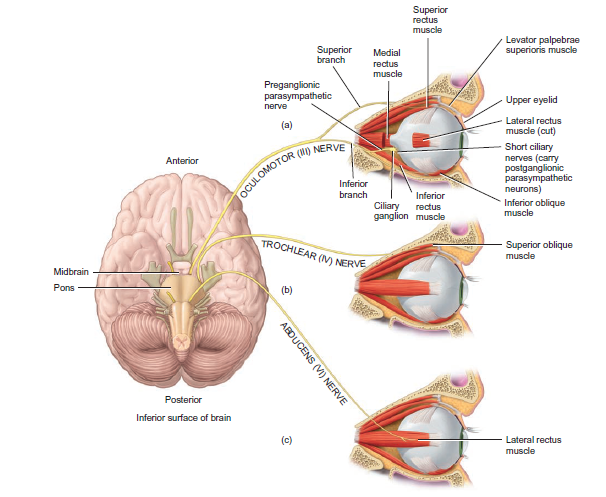 Superior
rectus
muscle
Levator palpebrae
superioris muscle
Superior
branch
Medial
rectus
muscle
Preganglionic
parasympathetic
nerve
Upper eyelid
(a)
Lateral rectus
muscle (cut)
Short ciliary
nerves (carry
postganglionic
parasympathetic
neurons)
OCULOMOTOR (III) NERVE
Anterior
Inferior
branch
Ciliary
ganglion
Inferior
rectus
muscle
Inferior oblique
muscle
TROCHLEAR (IV) NERVE
Superior oblique
muscle
Midbrain
Pons
(b)
ABDUCENS (VI) NERVE
Posterior
Inferior surface of brain
(c)
Lateral rectus
muscle